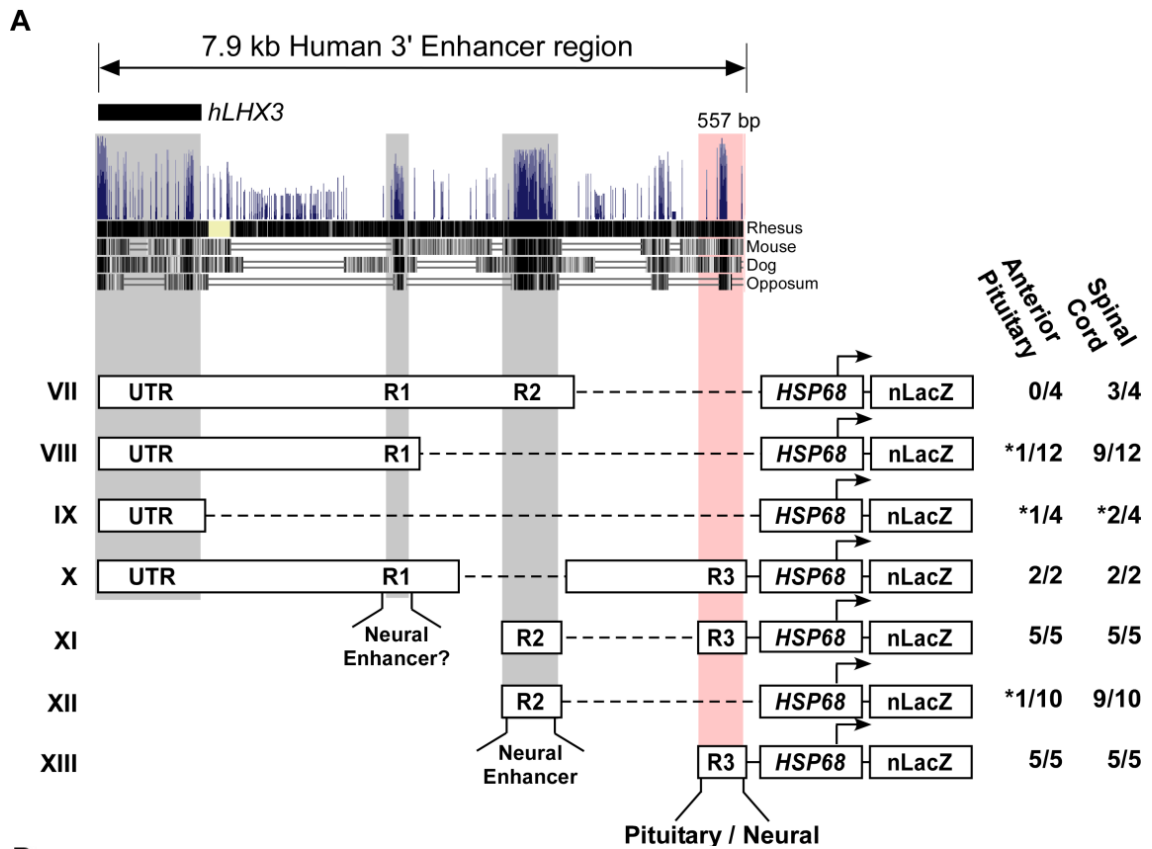 A
7.9 kb Human 3' Enhancer region
hLHX3
557 bp
Rhesus
Mouse
Dog
Opossum
Anterior Pituitary
Spinal Cord
VII UTR R1 R2 HSP68 nLacZ 0/4 3/4
VIII UTR R1 HSP68 nLacZ *1/12 9/12
IX UTR HSP68 nLacZ *1/4 *2/4
X UTR R1 R3 HSP68 nLacZ 2/2 2/2
Neural
Enhancer?
XI R2 R3 HSP68 nLacZ 5/5 5/5
XII R2 HSP68 nLacZ *1/10 9/10
Neural
Enhancer
XIII R3 HSP68 nLacZ 5/5 5/5
Pituitary / Neural